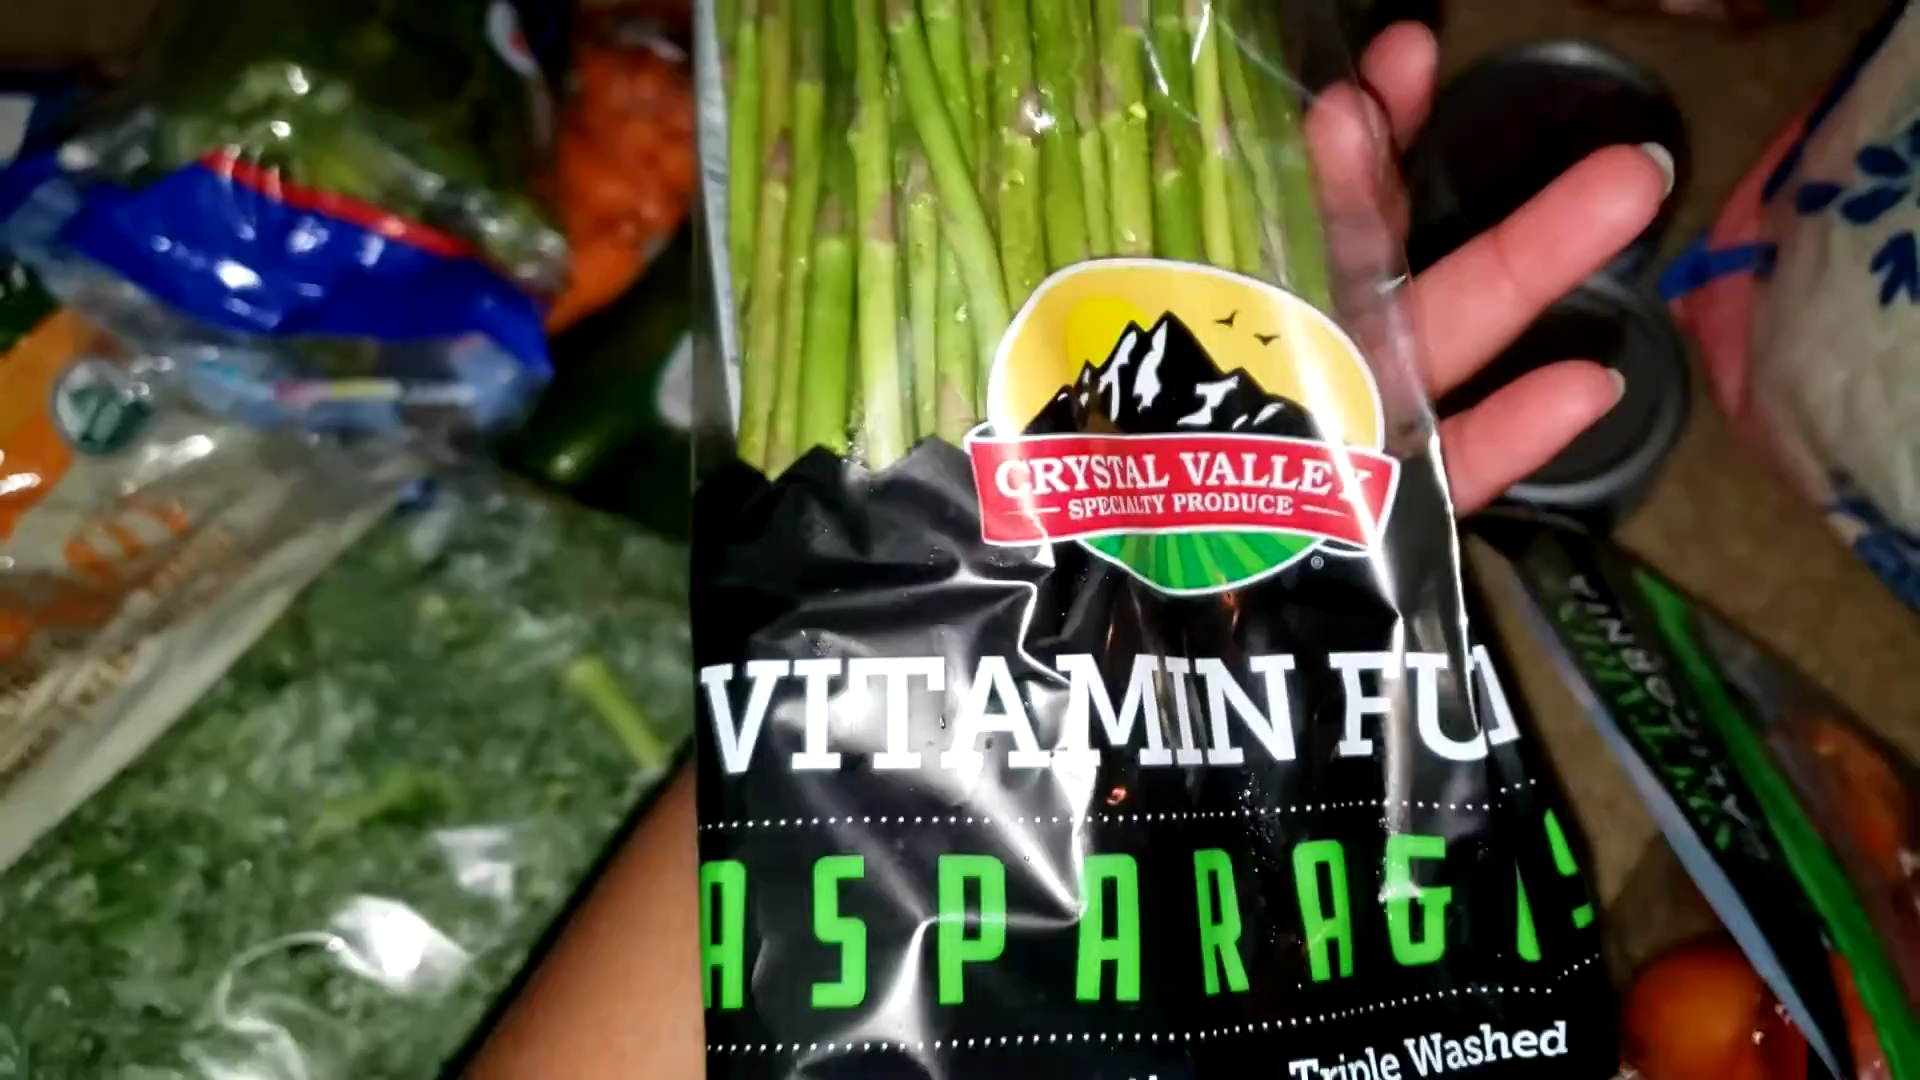 CRYSTAL VALLEY
SPECIALTY PRODUCE
®
VITAMIN FU
ASPARAG
Triple Washed